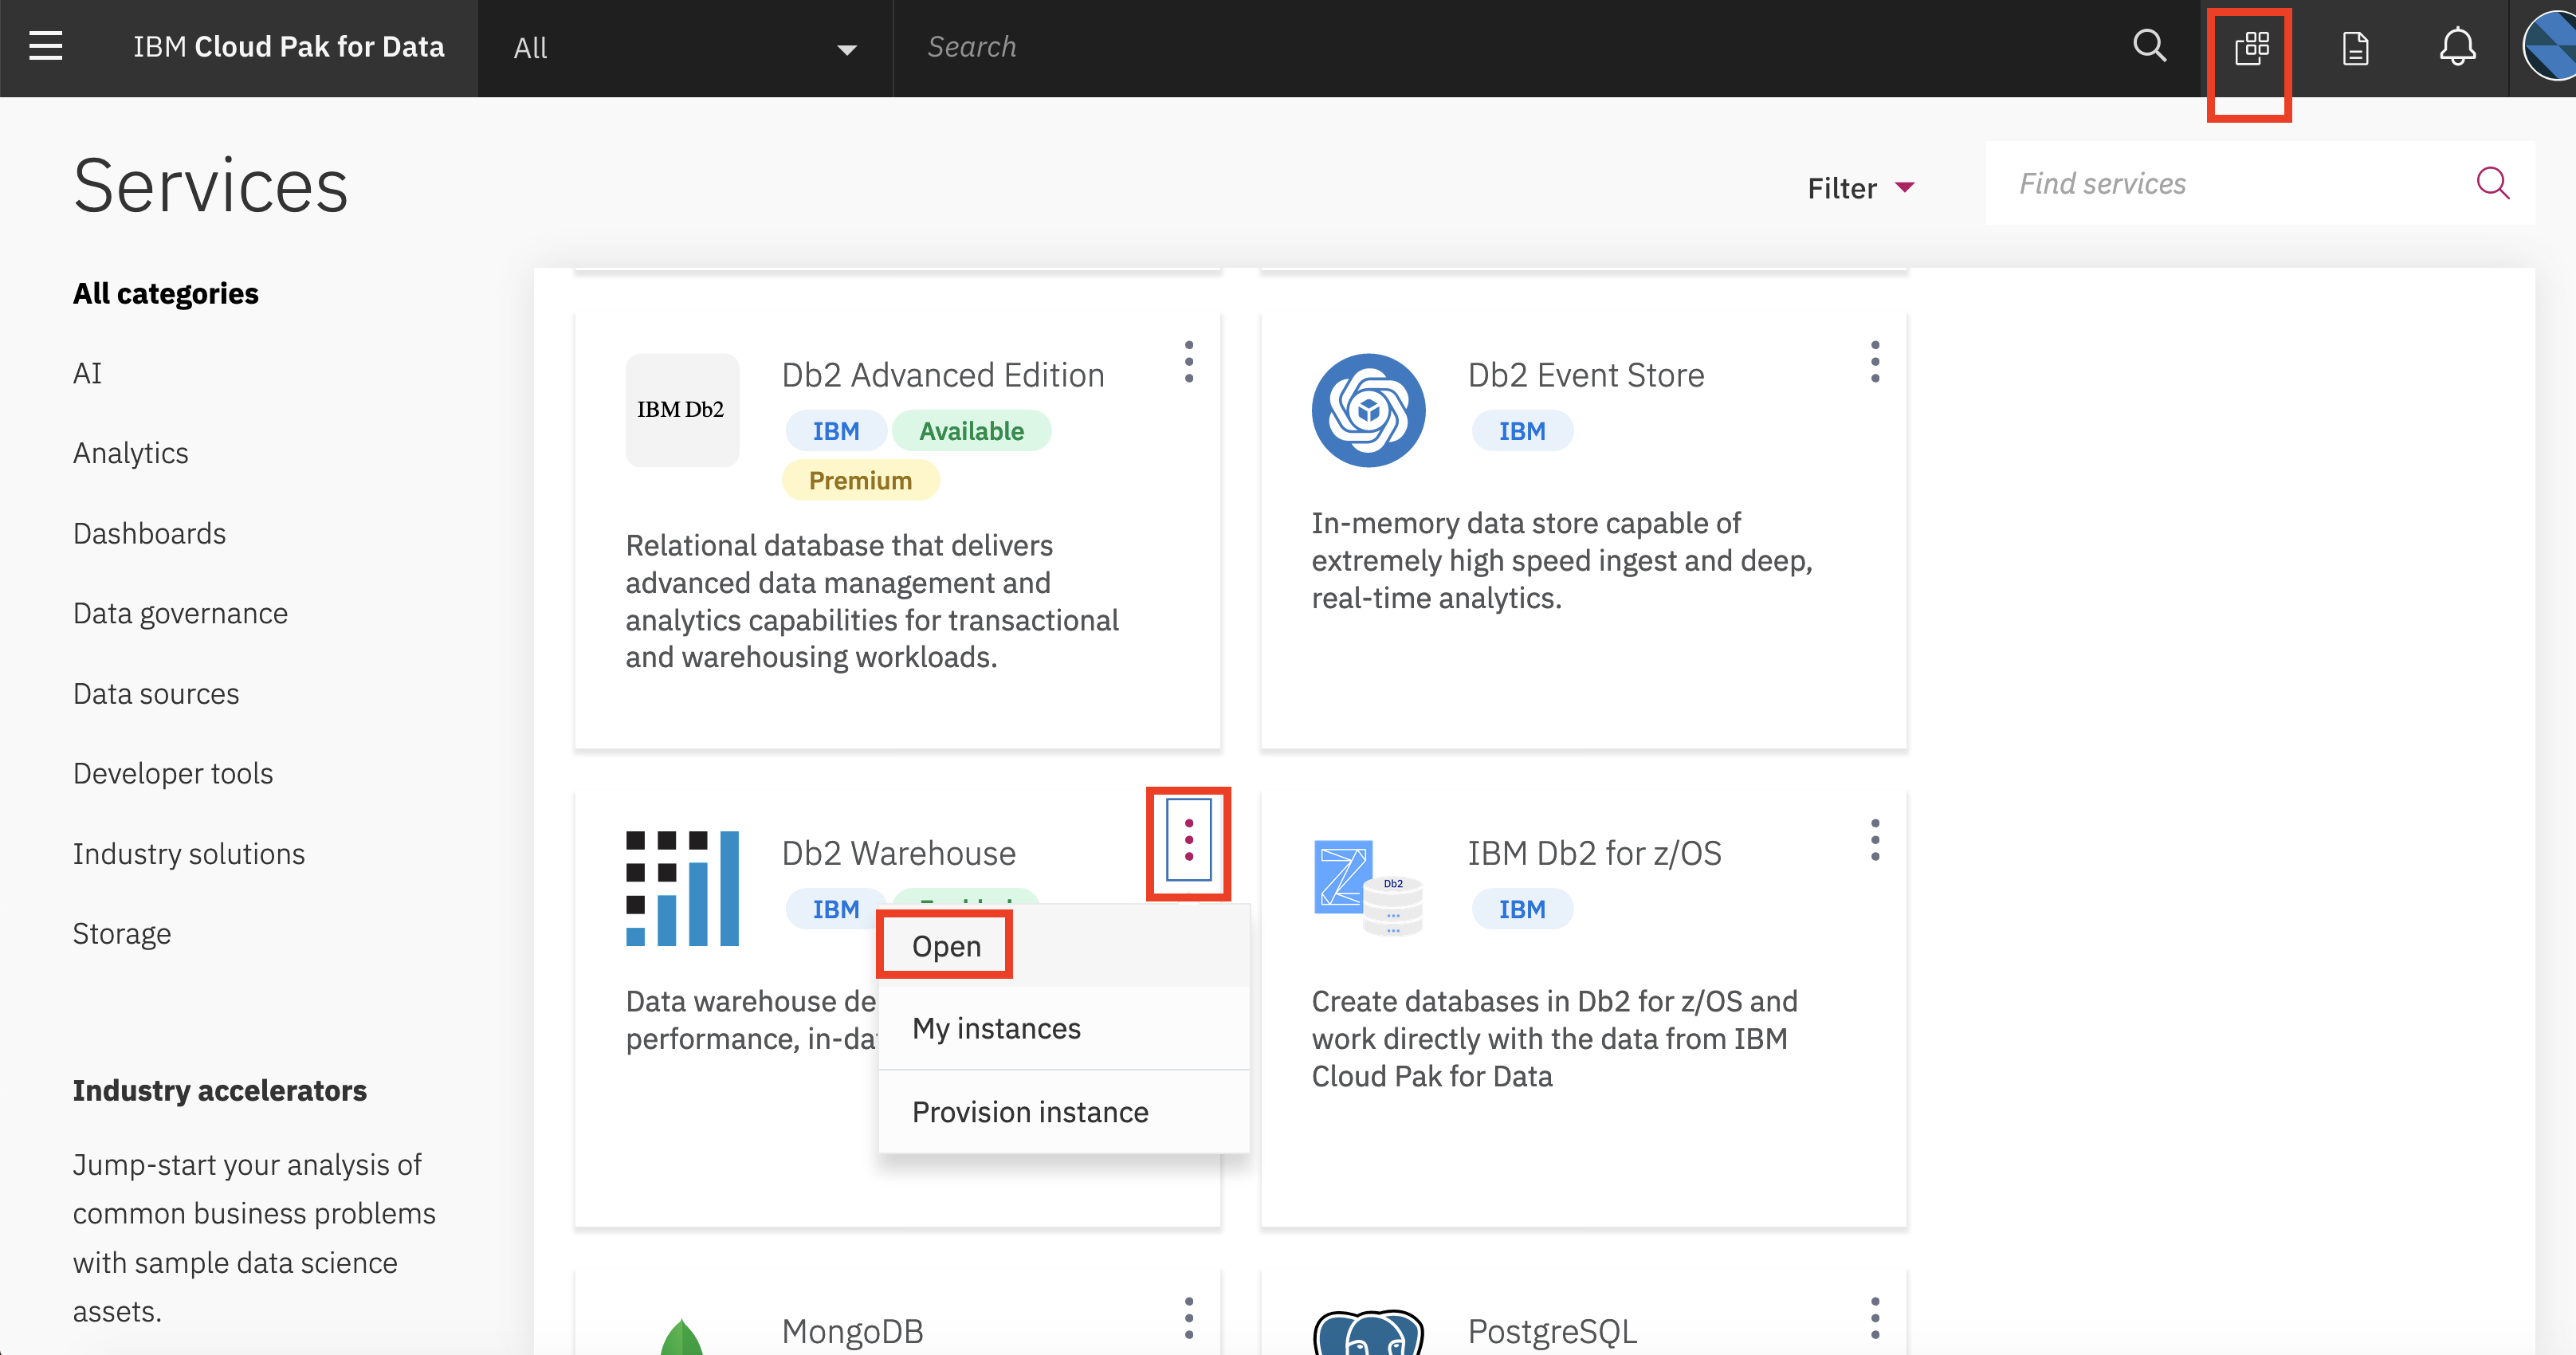 IBM Cloud Pak for Data
All
Search
Services
Filter
Find services
All categories
AI
Analytics
Dashboards
Data governance
Data sources
Developer tools
Industry solutions
Storage
Industry accelerators
Jump-start your analysis of
common business problems
with sample data science
assets.
IBM Db2
Db2 Advanced Edition
IBM
Available
Premium
Relational database that delivers
advanced data management and
analytics capabilities for transactional
and warehousing workloads.
Db2 Event Store
IBM
In-memory data store capable of
extremely high speed ingest and deep,
real-time analytics.
Db2 Warehouse
IBM
Data warehouse de
performance, in-da
Open
My instances
Provision instance
Db2
IBM Db2 for z/OS
IBM
Create databases in Db2 for z/OS and
work directly with the data from IBM
Cloud Pak for Data
MongoDB
PostgreSQL